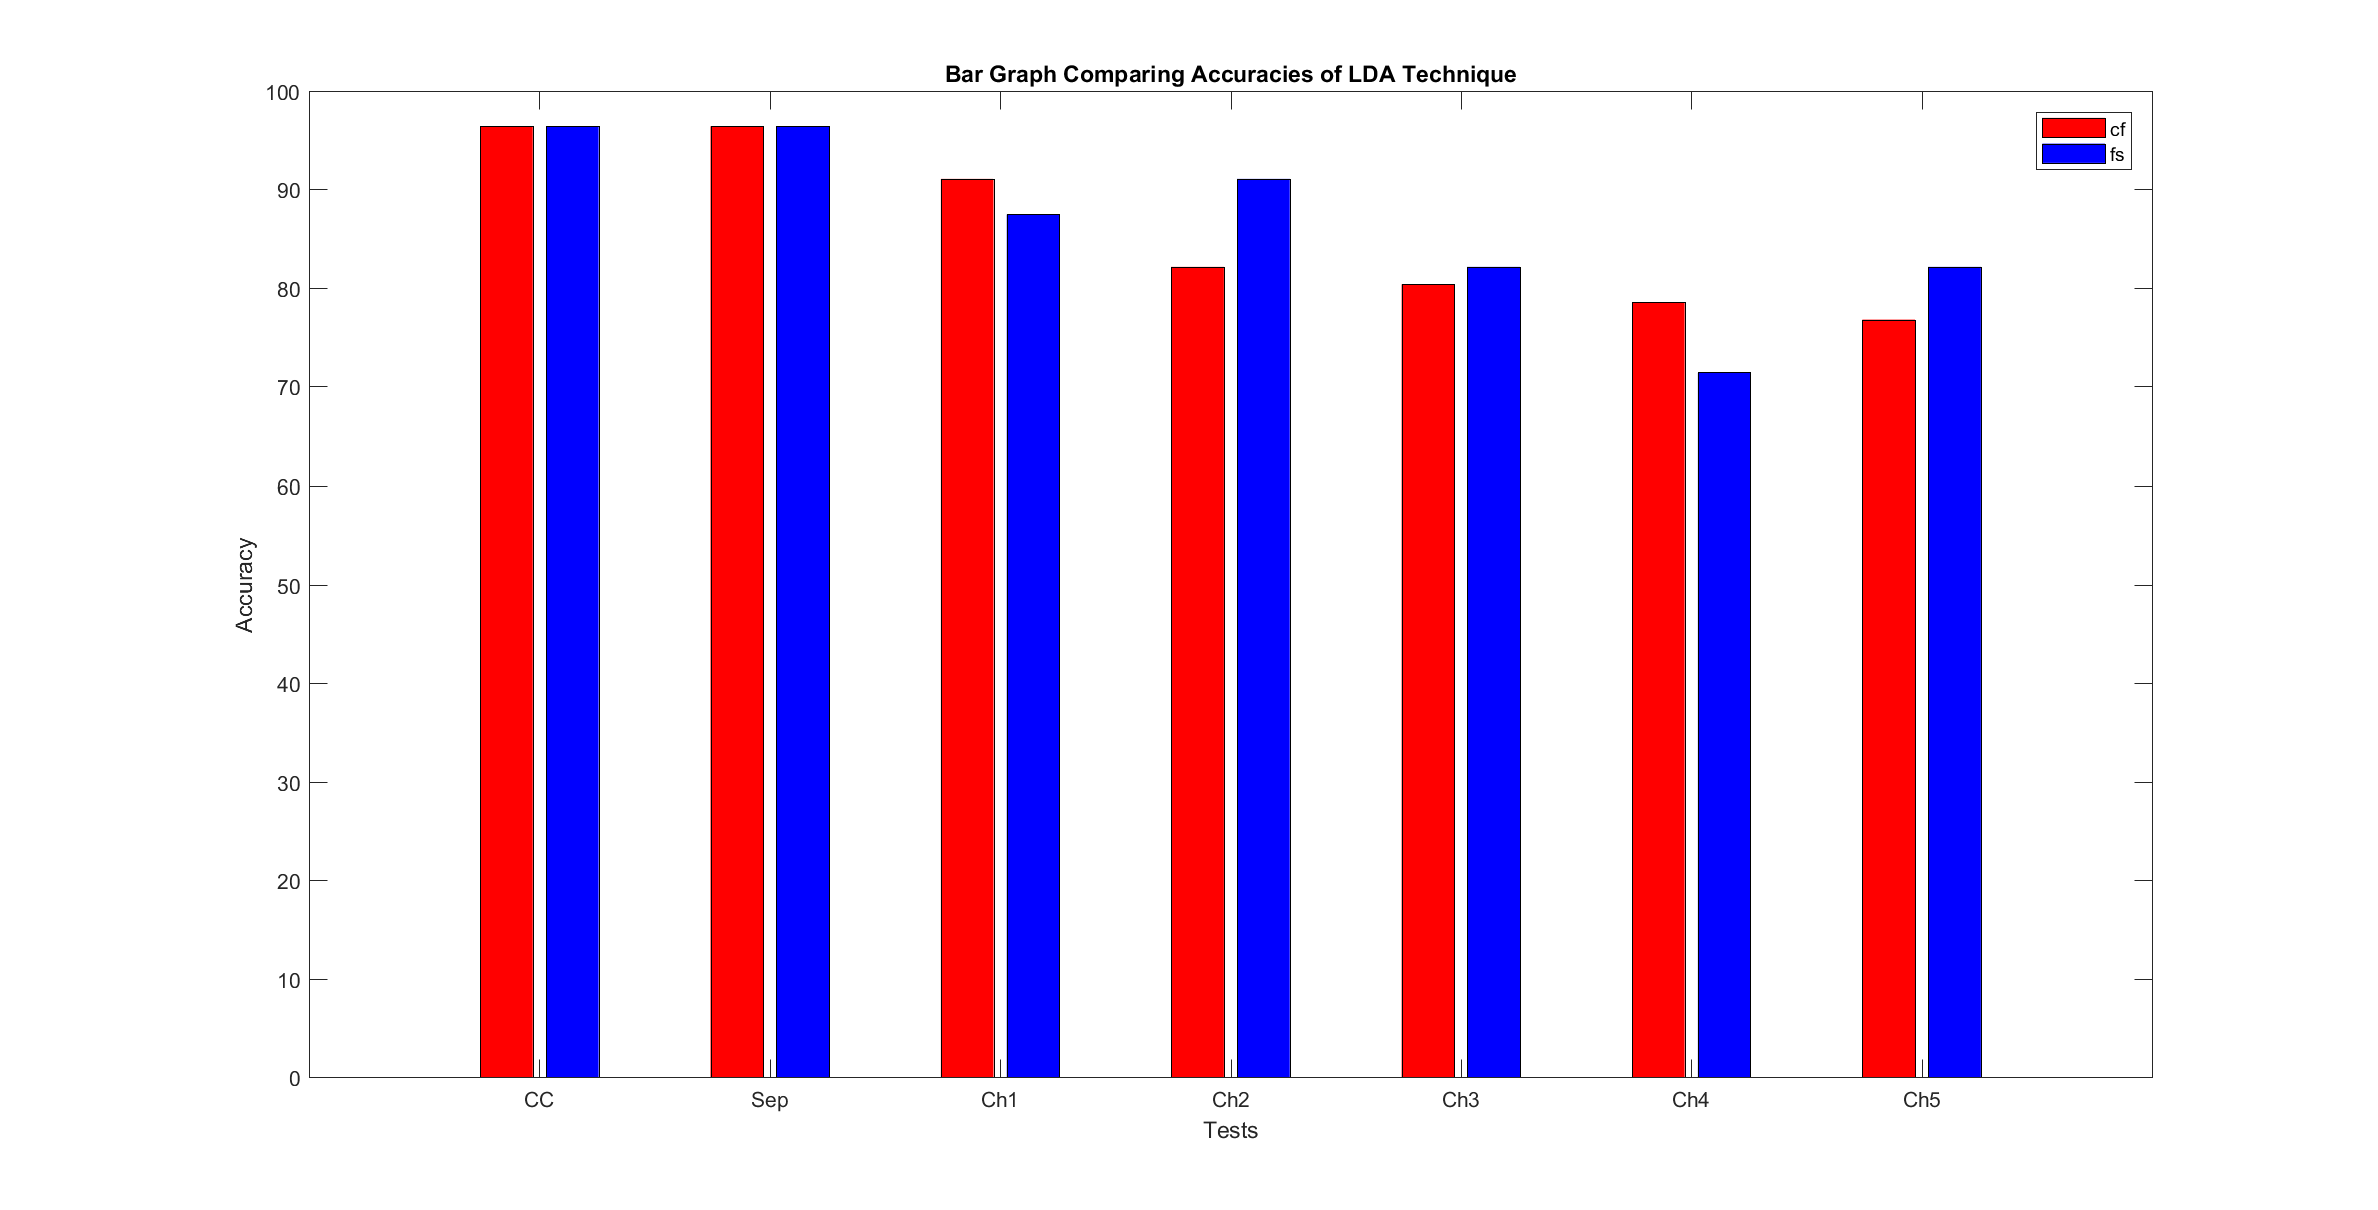 Bar Graph Comparing Accuracies of LDA Technique
cf
fs
100
90
80
70
60
50
40
30
20
10
0
Accuracy
CC
Sep
Ch1
Ch2
Ch3
Ch4
Ch5
Tests